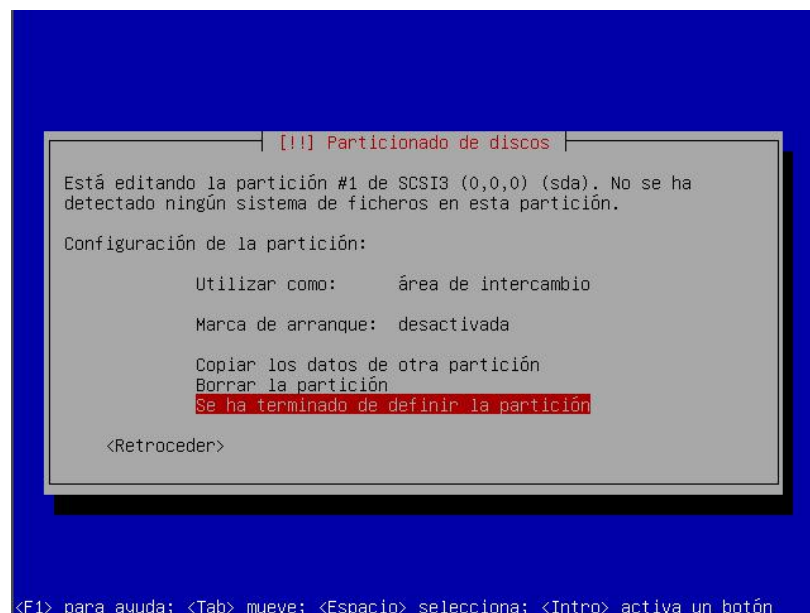 [!!] Particionado de discos
Está editando la partición #1 de SCSI3 (0,0,0) (sda). No se ha
detectado ningún sistema de ficheros en esta partición.
Configuración de la partición:
Utilizar como: área de intercambio
Marca de arranque: desactivada
Copiar los datos de otra partición
Borrar la partición
Se ha terminado de definir la partición
<Retroceder>
<F1> para ayuda; <Tab> mueve; <Espacio> selecciona; <Intro> activa un botón